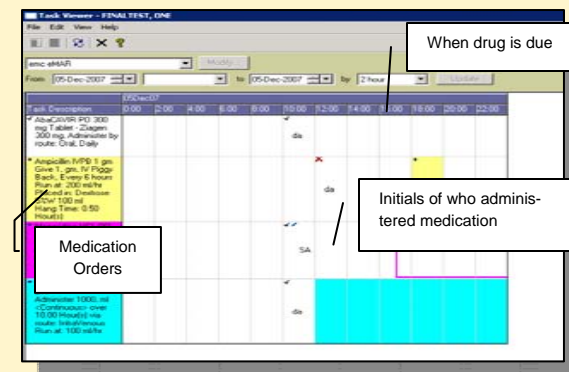 Task Viewer - FINALTEST, ONE
File Edit View Help
When drug is due
emc eMAR
Modify
From 05-Dec-2007 to 05-Dec-2007 by 2 hour Update
05Dec07
Task Description 0:00 2:00 4:00 6:00 8:00 10:00 12:00 14:00 18:00 20:00 22:00
AbaCAVIR PO 300
mg Tablet - Ziagen
300 mg, Administer by
route: Oral, Daily
da
Ampicillin IVPB 1 gm
Give 1, gm, IV Piggy
Back, Every 6 hours
Run at: 200 ml/hr
Placed in: Dextrose
100 ml
Hang Time: 0.50
Hour(s)
da
Initials of who adminis-
tered medication
Medication
Orders
SA
Administer 1000, ml
<Continuous> over
10.00 Hour(s) via
route: IntraVenous
Run at: 100 ml/hr
da